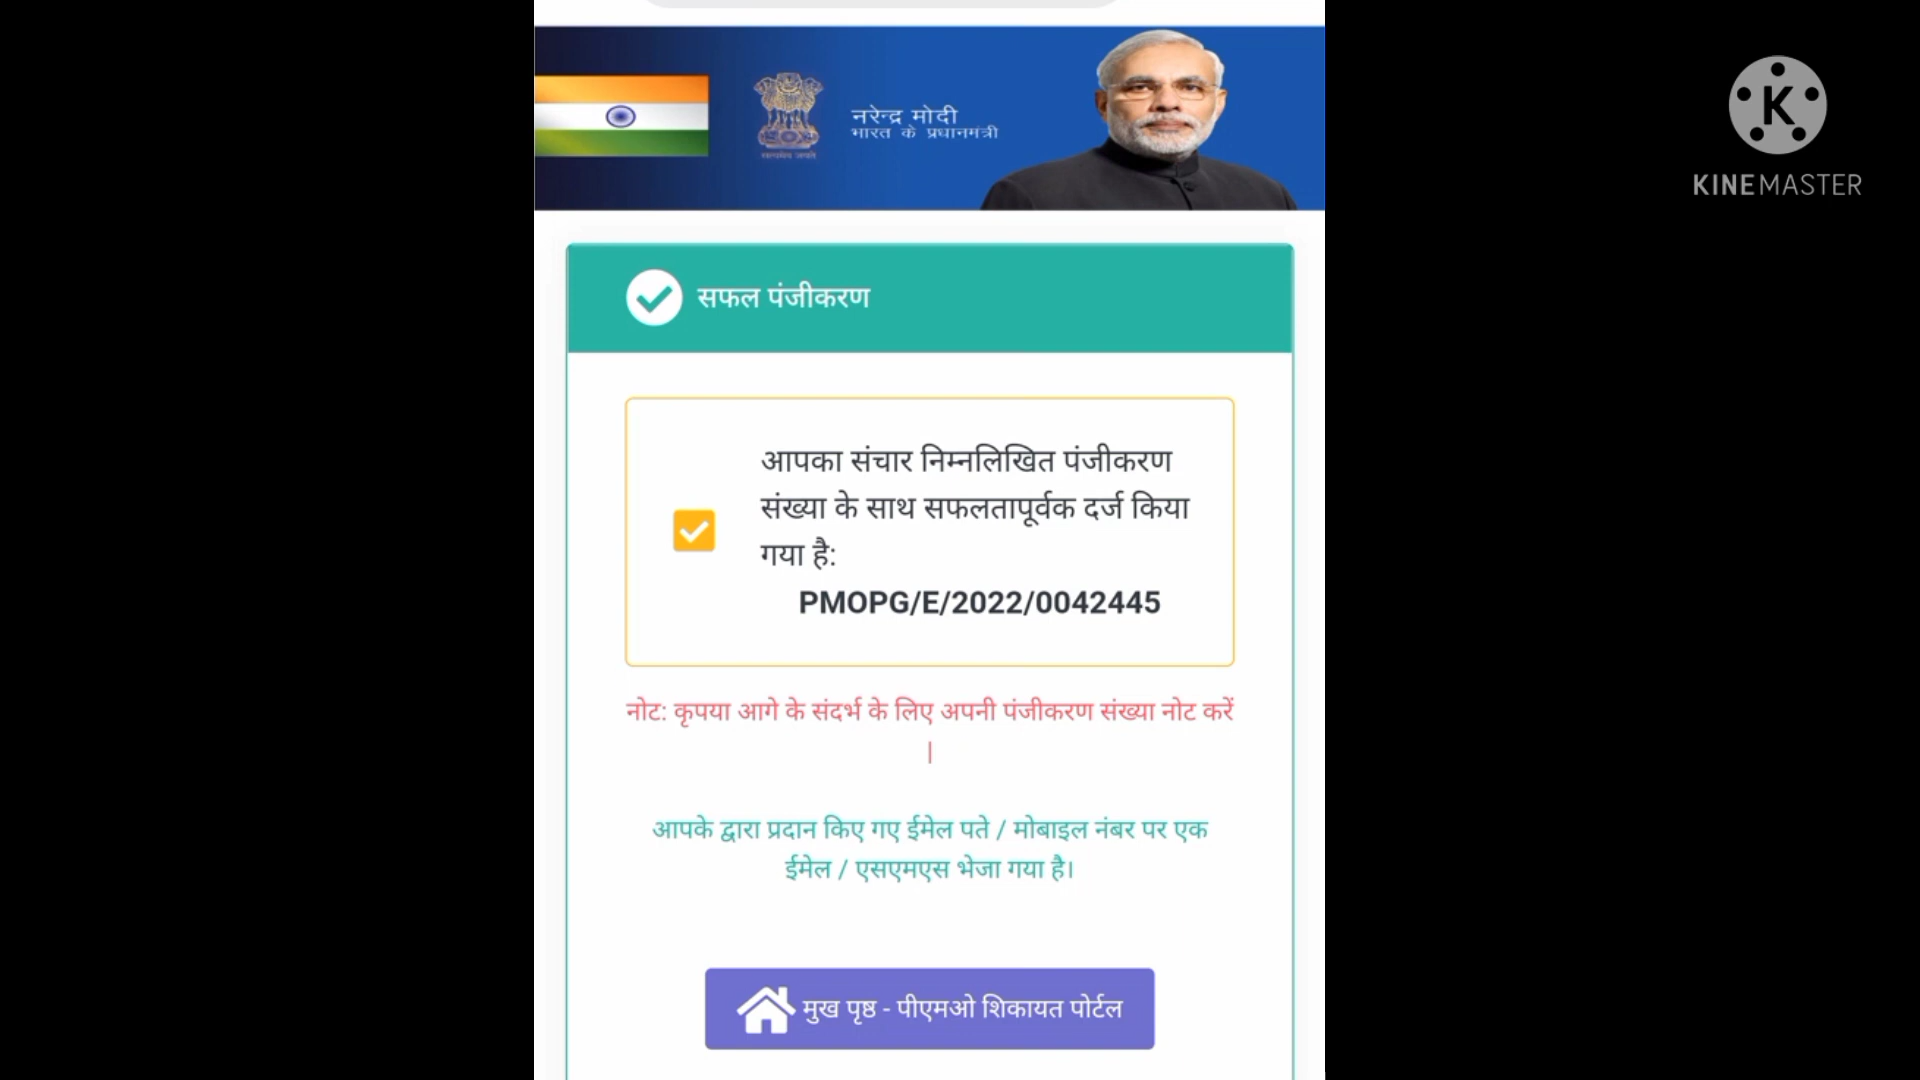 नरेन्द्र मोदी
भारत के प्रधानमंत्री
K
KINEMASTER
सफल पंजीकरण
आपका संचार निम्नलिखित पंजीकरण
संख्या के साथ सफलतापूर्वक दर्ज किया
गया है:
PMOPG/E/2022/0042445
नोट: कृपया आगे के संदर्भ के लिए अपनी पंजीकरण संख्या नोट करें
|
आपके द्वारा प्रदान किए गए ईमेल पते / मोबाइल नंबर पर एक
ईमेल / एसएमएस भेजा गया है।
मुख पृष्ठ - पीएमओ शिकायत पोर्टल